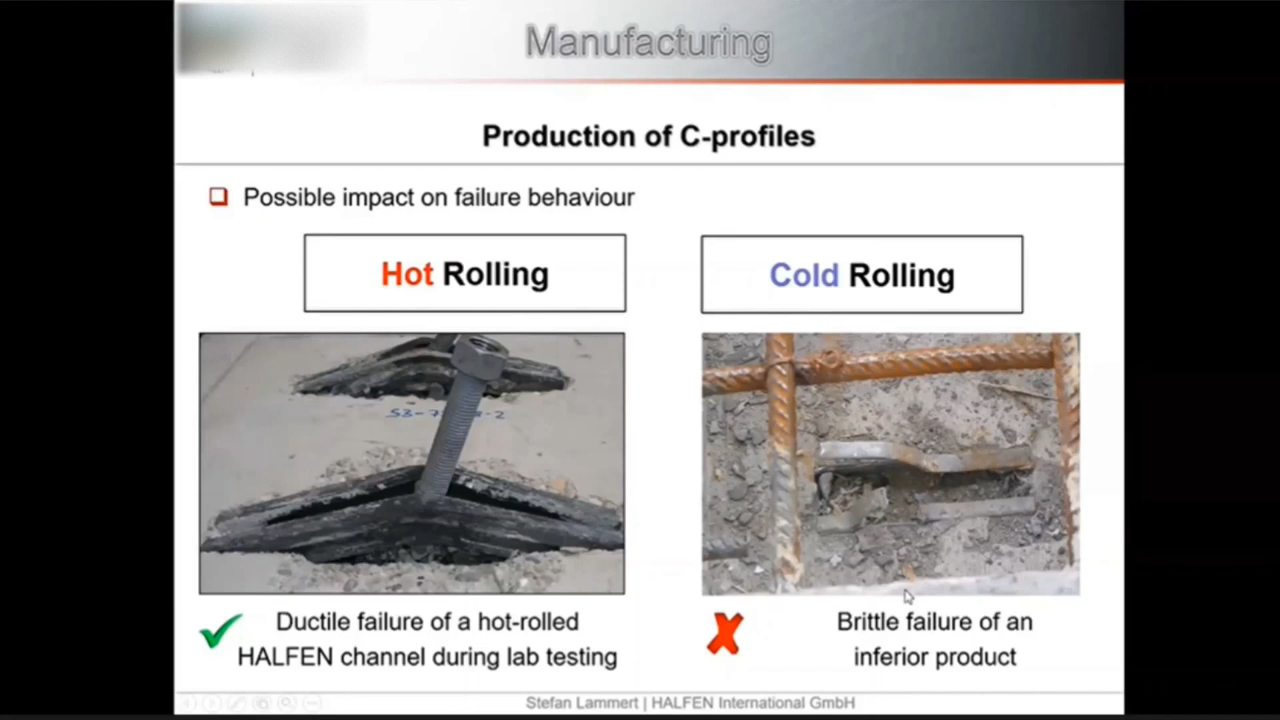 Manufacturing
Production of C-profiles
Possible impact on failure behaviour
Hot Rolling
Cold Rolling
Ductile failure of a hot-rolled
HALFEN channel during lab testing
Brittle failure of an
inferior product
Stefan Lammert | HALFEN International GmbH